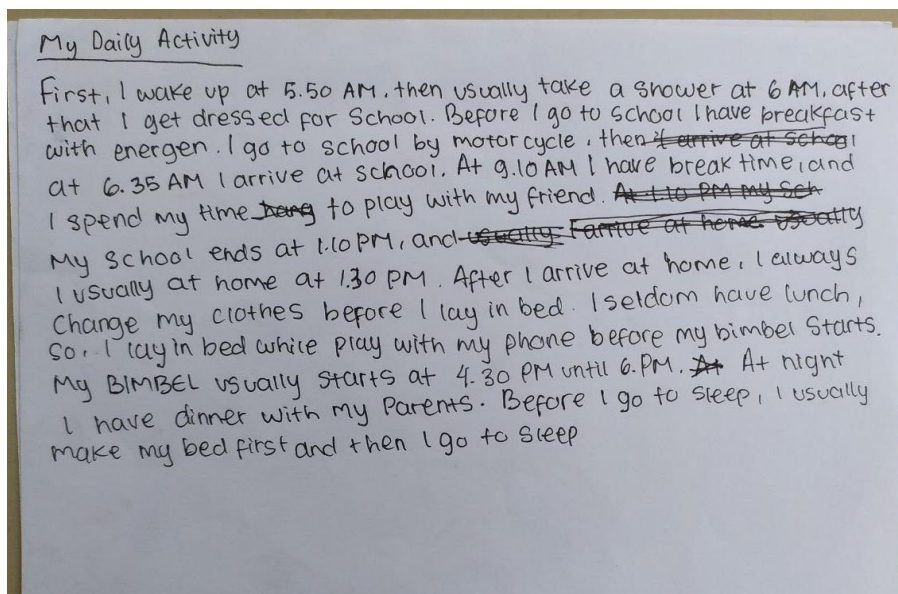 My Daily Activity
First, I wake up at 5.50 AM, then usually take a shower at 6 AM, after
that I get dressed for School. Before I go to school I have breakfast
with energen. I go to school by motorcycle, then I arrive at school
at 6.35 AM I arrive at school. At 9.10 AM I have break time, and
I spend my time hang to play with my friend. At 1.10 PM my Sch
My School ends at 1.10 PM, and usually I arrive at home usually
I usually at home at 1.30 PM. After I arrive at home, I always
Change my clothes before I lay in bed. I seldom have lunch,
So, I lay in bed while play with my phone before my bimbel Starts.
My BIMBEL usually Starts at 4.30 PM until 6.PM. At At night
I have dinner with my Parents. Before I go to sleep, I usually
make my bed first and then I go to sleep